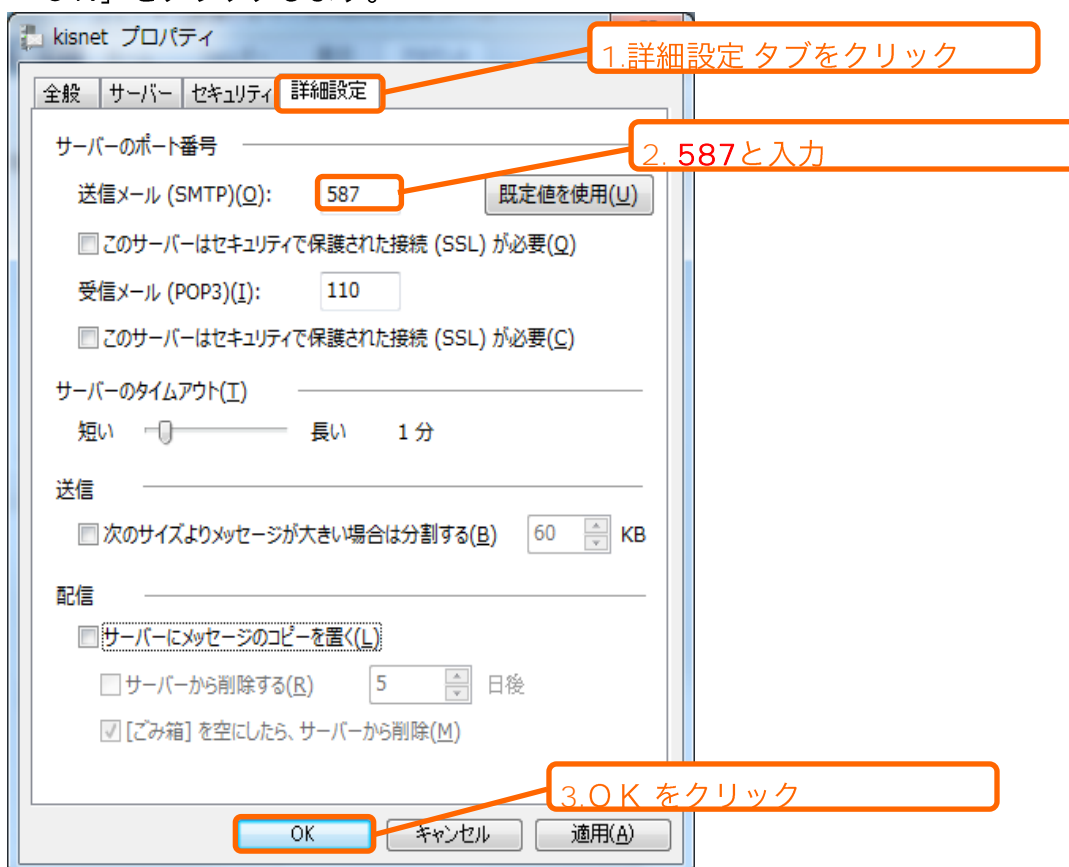 kisnet プロパティ
1.詳細設定 タブをクリック
全般 サーバー セキュリティ 詳細設定
サーバーのポート番号
2. 587と入力
送信メール (SMTP)(O): 587 既定値を使用(U)
このサーバーはセキュリティで保護された接続 (SSL) が必要(Q)
受信メール (POP3)(I): 110
このサーバーはセキュリティで保護された接続 (SSL) が必要(C)
サーバーのタイムアウト(T)
短い 長い 1 分
送信
次のサイズよりメッセージが大きい場合は分割する(B) 60 KB
配信
サーバーにメッセージのコピーを置く(L)
サーバーから削除する(R) 5 日後
[ごみ箱] を空にしたら、サーバーから削除(M)
3.OK をクリック
OK キャンセル 適用(A)